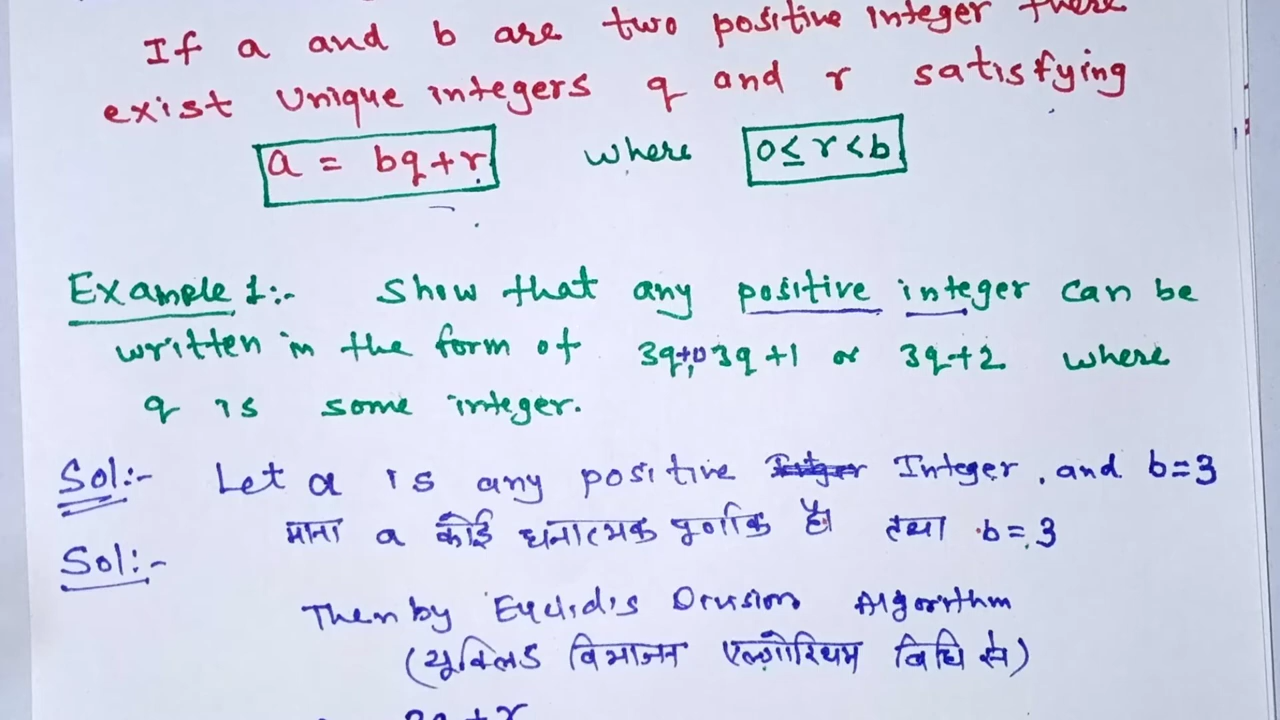 If a and b are two positive integer there
exist unique integers q and r satisfying
a = bq+r where 0≤r<b
Example 1:- Show that any positive integer can be
written in the form of 3q+0, 3q+1 or 3q+2 where
q is some integer.
Sol:- Let a is any positive Integer, and b=3
माना a कोई धनात्मक पूर्णांक है। तथा b=3
Sol:-
Then by Euclid's Division Algorithm
(यूक्लिड विभाजन एल्गोरिथम विधि से)
3q+r